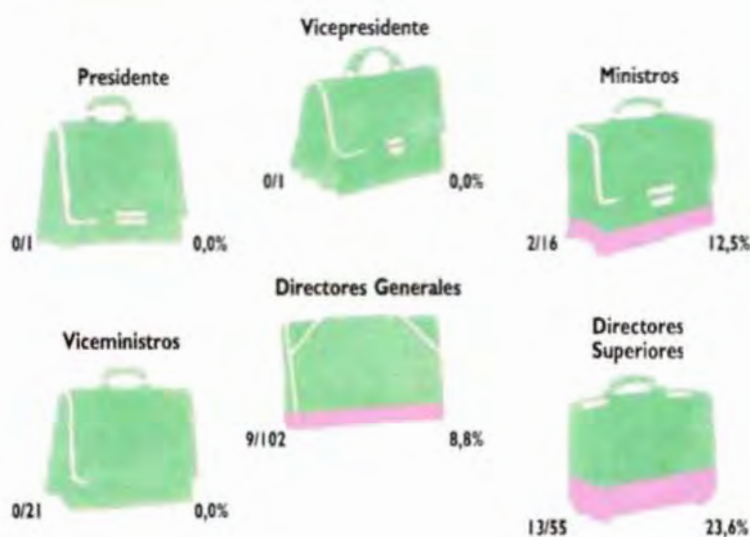 Presidente
0/1 0,0%
Vicepresidente
0/1 0,0%
Ministros
2/16 12,5%
Viceministros
0/21 0,0%
Directores Generales
9/102 8,8%
Directores
Superiores
13/55 23,6%